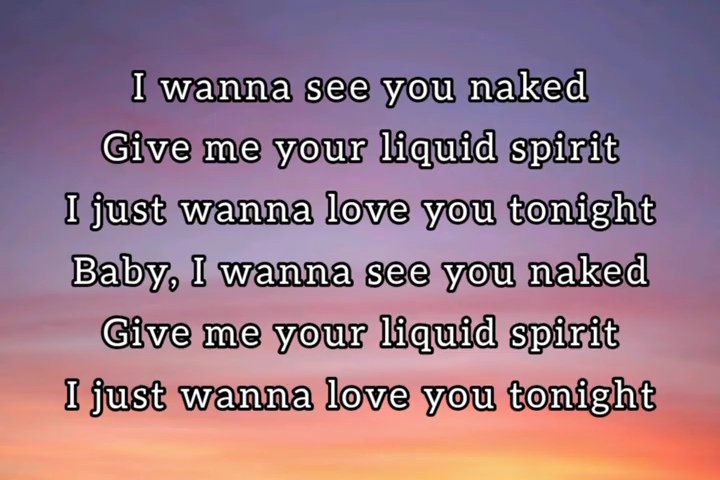 I wanna see you naked
Give me your liquid spirit
I just wanna love you tonight
Baby, I wanna see you naked
Give me your liquid spirit
I just wanna love you tonight